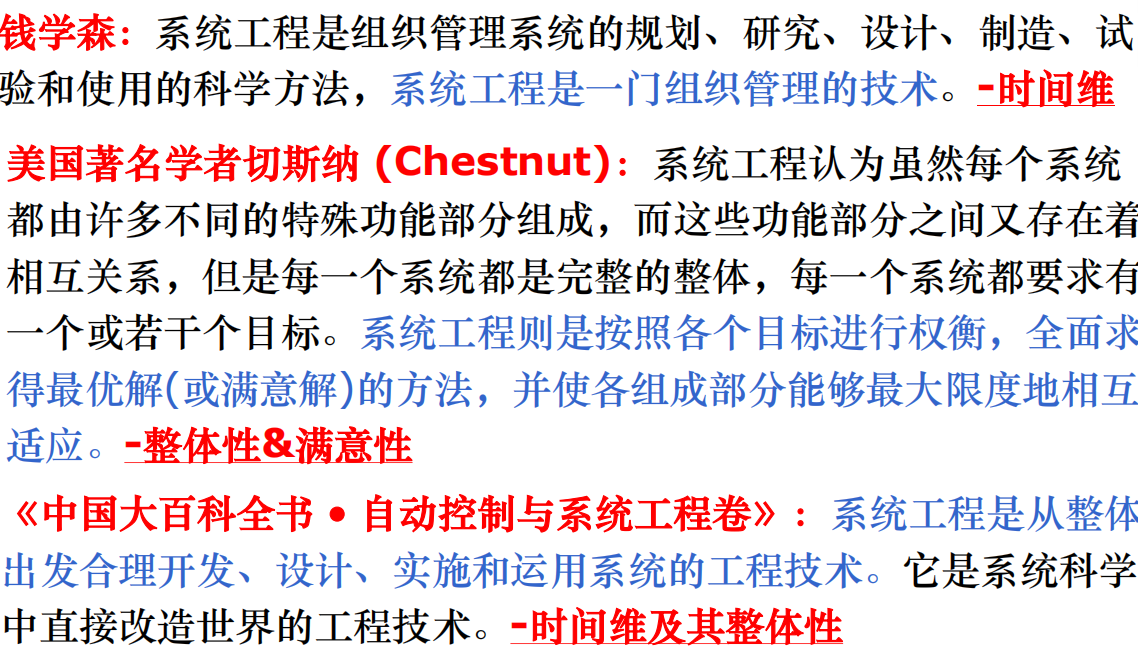 钱学森：系统工程是组织管理系统的规划、研究、设计、制造、试
验和使用的科学方法，系统工程是一门组织管理的技术。-时间维
美国著名学者切斯纳 (Chestnut)：系统工程认为虽然每个系统
都由许多不同的特殊功能部分组成，而这些功能部分之间又存在着
相互关系，但是每一个系统都是完整的整体，每一个系统都要求有
一个或若干个目标。系统工程则是按照各个目标进行权衡，全面求
得最优解(或满意解)的方法，并使各组成部分能够最大限度地相互
适应。-整体性&满意性
《中国大百科全书 • 自动控制与系统工程卷》：系统工程是从整体
出发合理开发、设计、实施和运用系统的工程技术。它是系统科学
中直接改造世界的工程技术。-时间维及其整体性